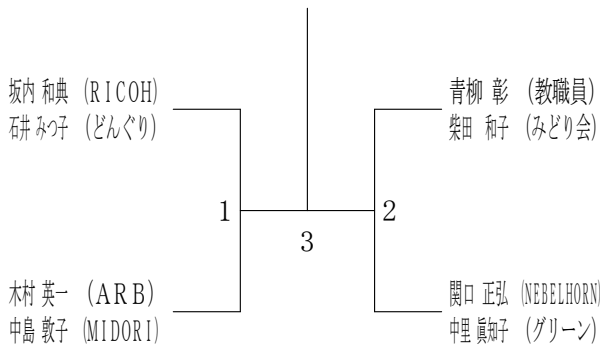 坂内 和典 (RICOH)
石井 みつ子 (どんぐり)
青柳 彰 (教職員)
柴田 和子 (みどり会)
1
2
3
木村 英一 (ARB)
中島 敦子 (MIDORI)
関口 正弘 (NEBELHORN)
中里 眞知子 (グリーン)